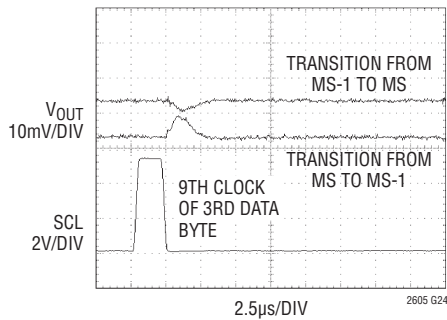 TRANSITION FROM
MS-1 TO MS
VOUT
10mV/DIV
TRANSITION FROM
MS TO MS-1
9TH CLOCK
OF 3RD DATA
BYTE
SCL
2V/DIV
2.5µs/DIV
2605 G24